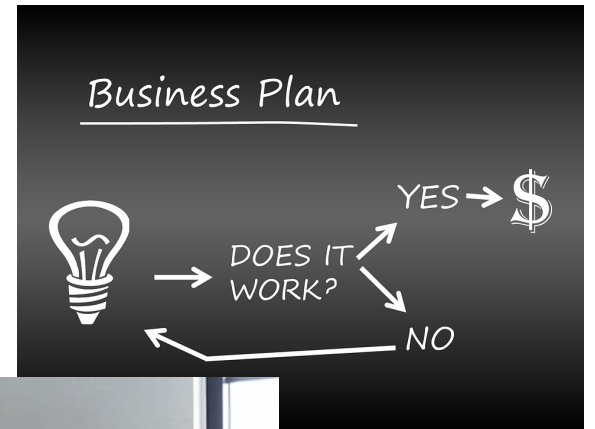 Business Plan
YES
$
DOES IT
WORK?
NO